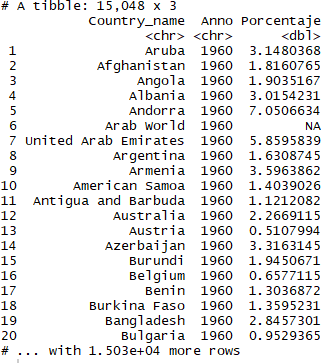 # A tibble: 15,048 x 3
Country_name Anno Porcentaje
<chr> <chr> <dbl>
1 Aruba 1960 3.1480368
2 Afghanistan 1960 1.8160765
3 Angola 1960 1.9035167
4 Albania 1960 3.0154231
5 Andorra 1960 7.0506634
6 Arab World 1960 NA
7 United Arab Emirates 1960 5.8595839
8 Argentina 1960 1.6308745
9 Armenia 1960 3.5963862
10 American Samoa 1960 1.4039026
11 Antigua and Barbuda 1960 1.1212082
12 Australia 1960 2.2669115
13 Austria 1960 0.5107994
14 Azerbaijan 1960 3.3163145
15 Burundi 1960 1.9450671
16 Belgium 1960 0.6577115
17 Benin 1960 1.3036872
18 Burkina Faso 1960 1.3595231
19 Bangladesh 1960 2.8457301
20 Bulgaria 1960 0.9529365
# ... with 1.503e+04 more rows